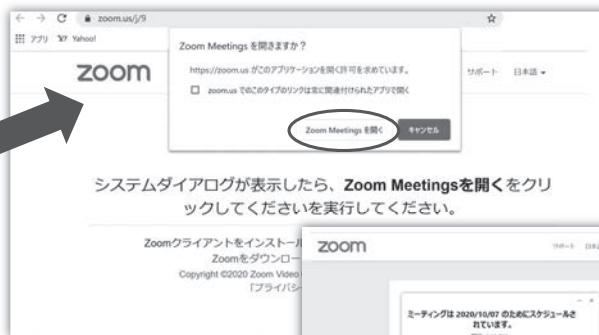 zoom.us/j/9
アプリ Yahoo!
zoom
サポート 日本語
Zoom Meetings を開きますか？
https://zoom.us がこのアプリケーションを開く許可を求めています。
zoom.us でのこのタイプのリンクは常に関連付けられたアプリで開く
Zoom Meetings を開く キャンセル
システムダイアログが表示したら、Zoom Meetingsを開くをクリ
ックしてくださいを実行してください。
Zoomクライアントをインストール
Zoomをダウンロー
Copyright ©2020 Zoom Video
「プライバシ
zoom
サポート
ミーティングは 2020/10/07 のためにスケジュールさ
れています。